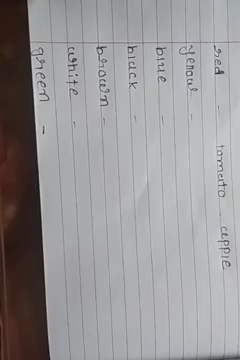 red - tomato, apple
yellow -
blue -
black -
brown -
white -
green -